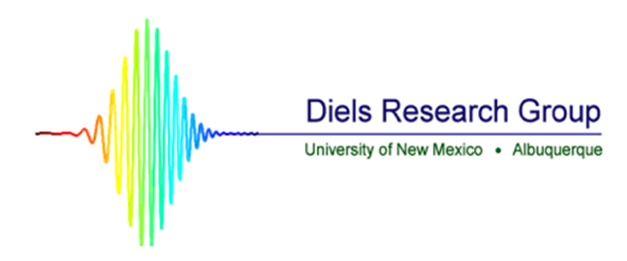 Diels Research Group
University of New Mexico • Albuquerque